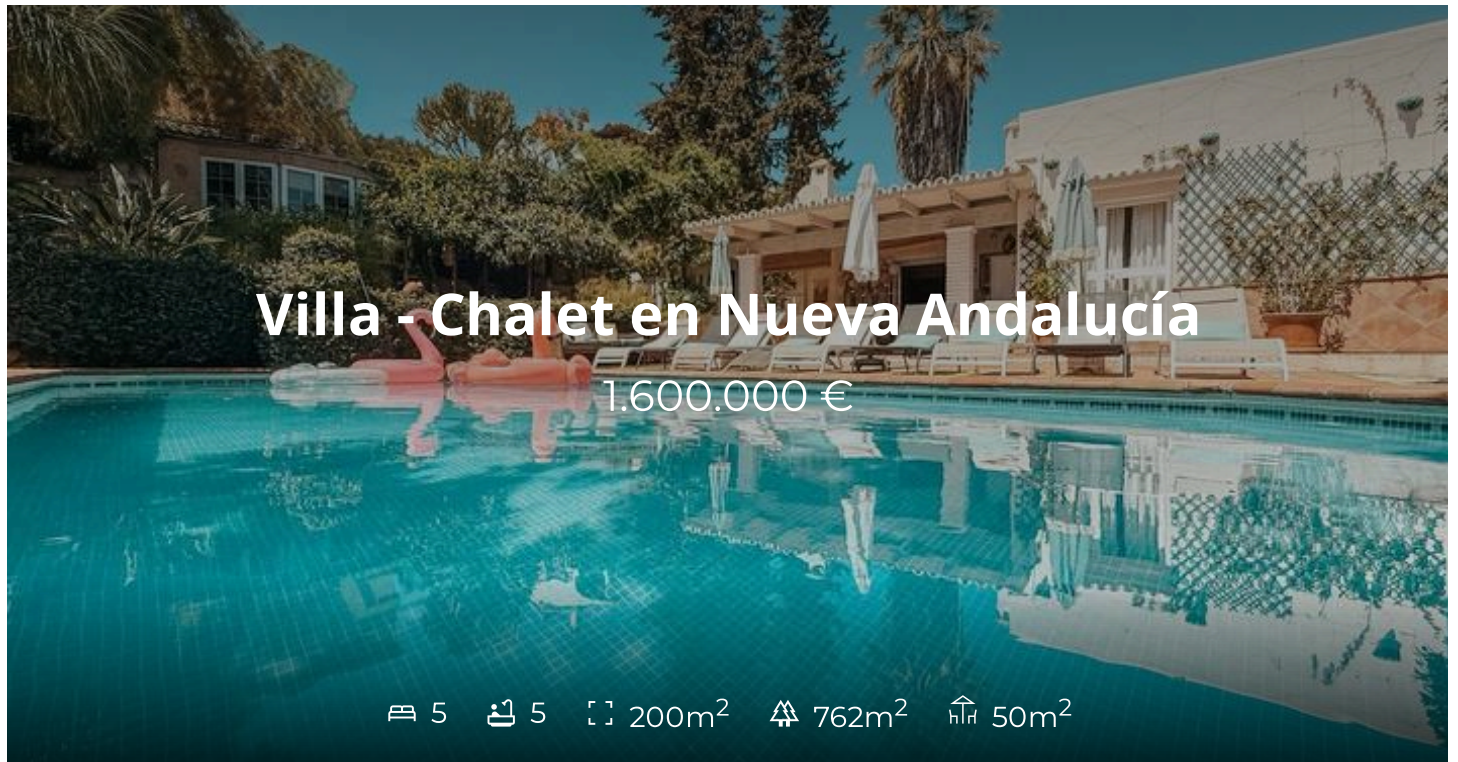 Villa - Chalet en Nueva Andalucía
1.600.000 €
5 5 200m² 762m² 50m²